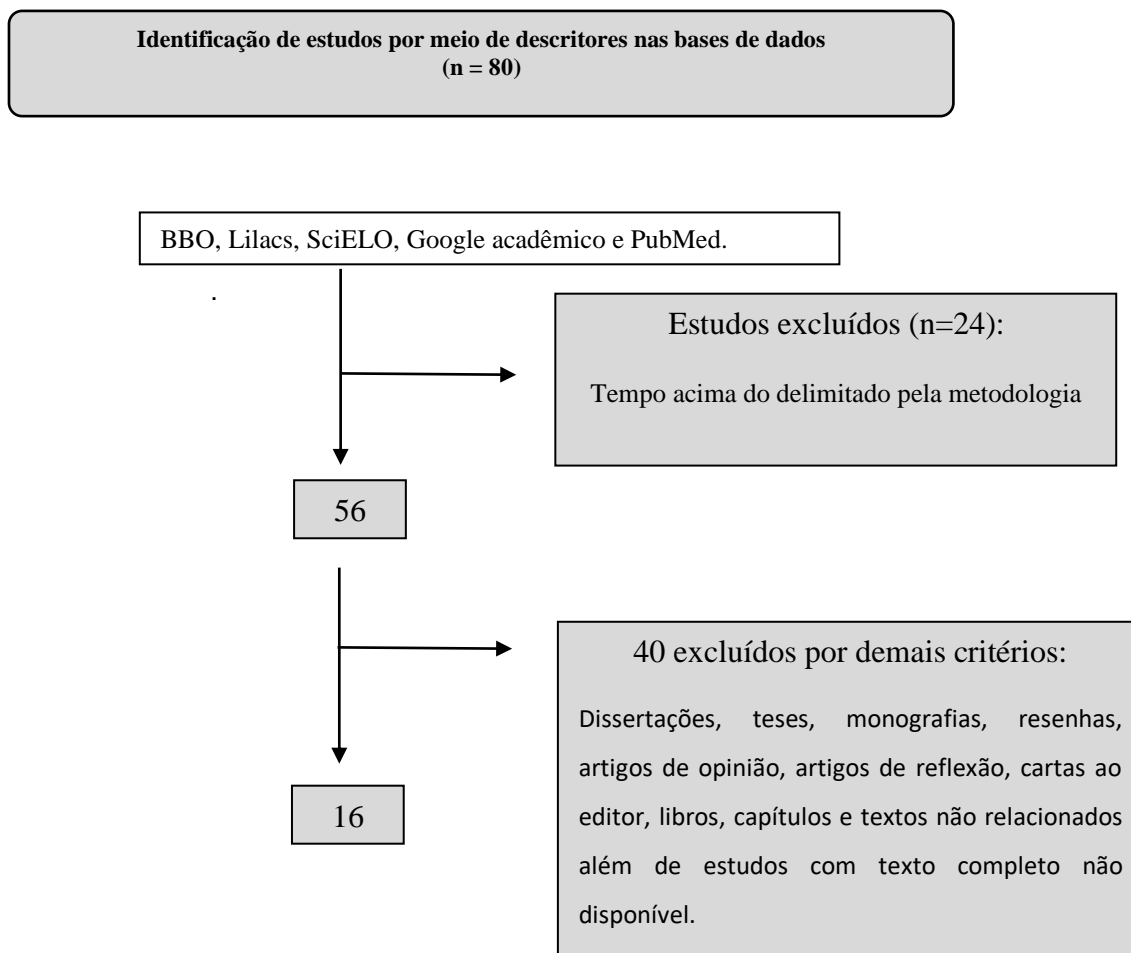 Identificação de estudos por meio de descritores nas bases de dados
(n = 80)
BBO, Lilacs, SciELO, Google acadêmico e PubMed.
.
Estudos excluídos (n=24):
Tempo acima do delimitado pela metodologia
56
40 excluídos por demais critérios:
Dissertações, teses, monografias, resenhas,
artigos de opinião, artigos de reflexão, cartas ao
editor, libros, capítulos e textos não relacionados
além de estudos com texto completo não
disponível.
16